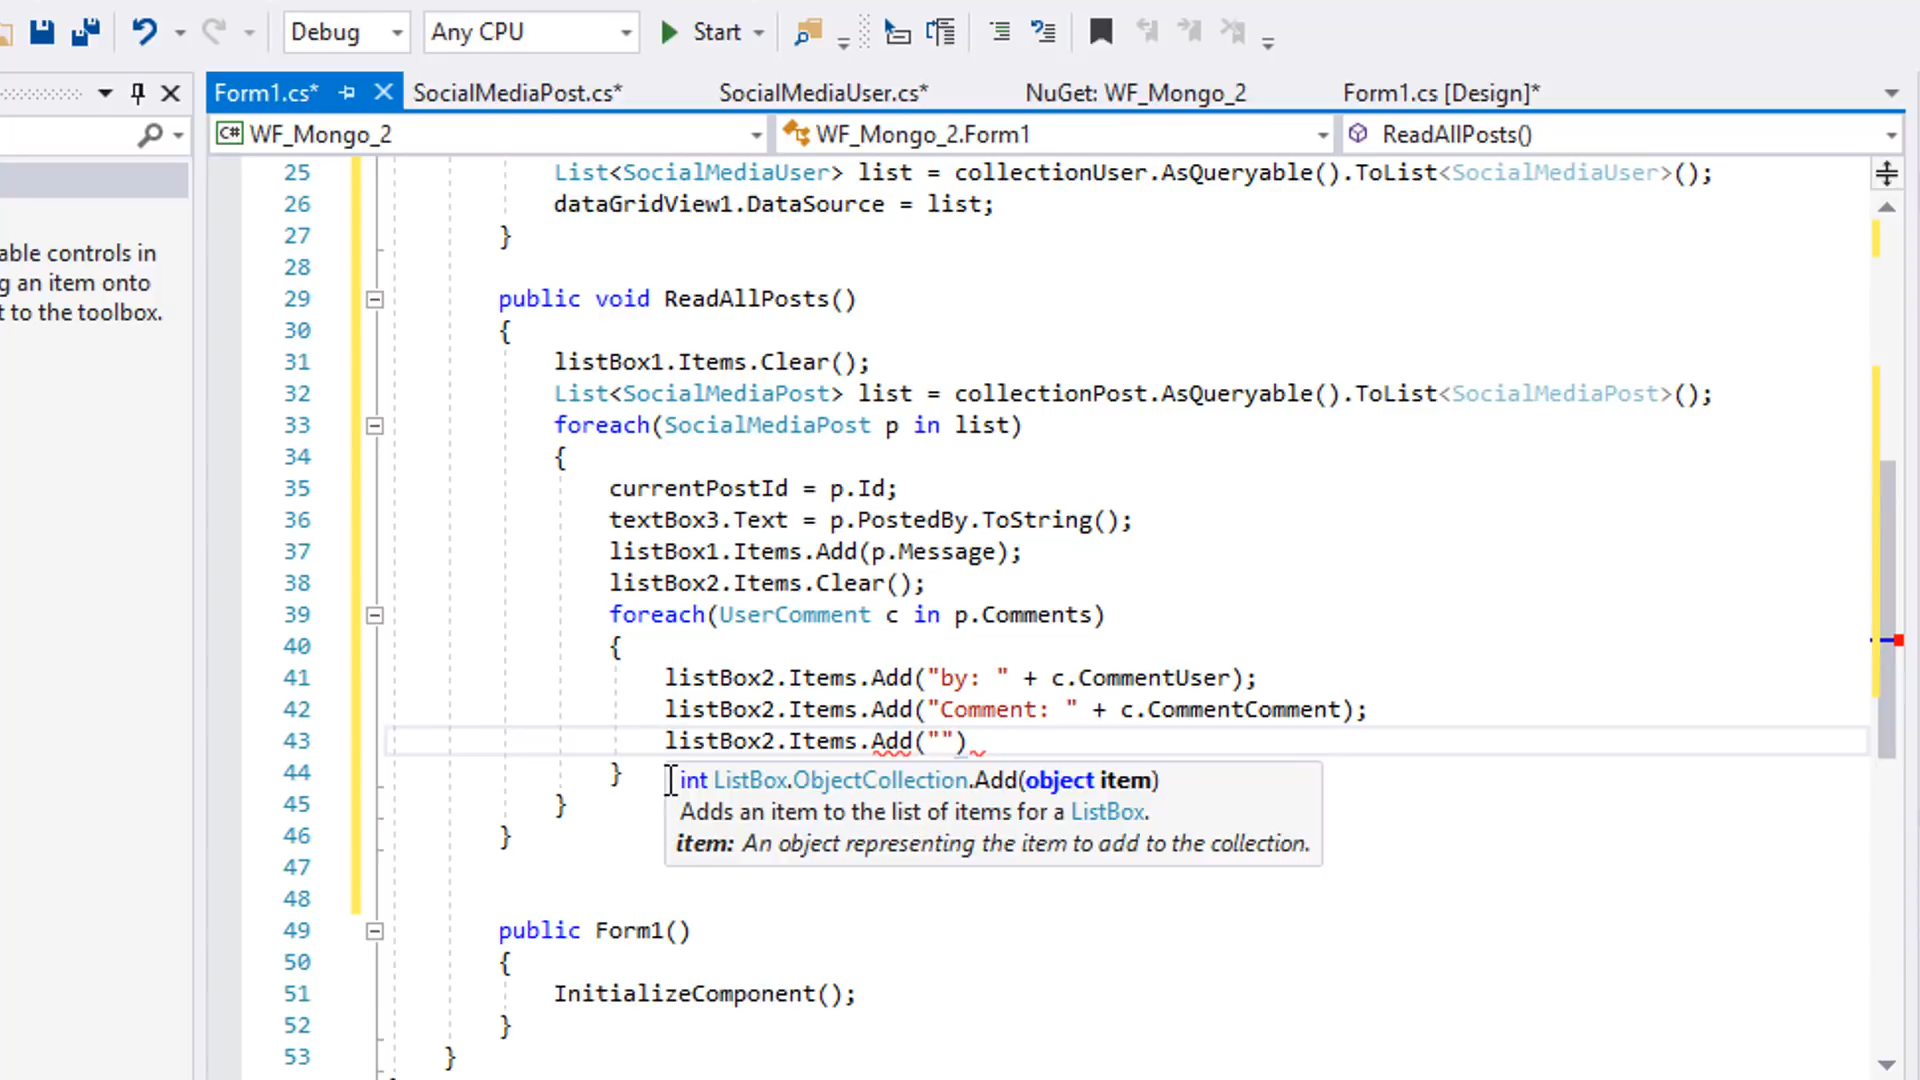 Debug Any CPU Start
Form1.cs* SocialMediaPost.cs* SocialMediaUser.cs* NuGet: WF_Mongo_2 Form1.cs [Design]*
C# WF_Mongo_2 WF_Mongo_2.Form1 ReadAllPosts()
able controls in
g an item onto
t to the toolbox.
25 List<SocialMediaUser> list = collectionUser.AsQueryable().ToList<SocialMediaUser>();
26 dataGridView1.DataSource = list;
27 }
28
29 public void ReadAllPosts()
30 {
31 listBox1.Items.Clear();
32 List<SocialMediaPost> list = collectionPost.AsQueryable().ToList<SocialMediaPost>();
33 foreach(SocialMediaPost p in list)
34 {
35 currentPostId = p.Id;
36 textBox3.Text = p.PostedBy.ToString();
37 listBox1.Items.Add(p.Message);
38 listBox2.Items.Clear();
39 foreach(UserComment c in p.Comments)
40 {
41 listBox2.Items.Add("by: " + c.CommentUser);
42 listBox2.Items.Add("Comment: " + c.CommentComment);
43 listBox2.Items.Add("")
44 }
int ListBox.ObjectCollection.Add(object item)
Adds an item to the list of items for a ListBox.
item: An object representing the item to add to the collection.
45 }
46 }
47
48
49 public Form1()
50 {
51 InitializeComponent();
52 }
53 }